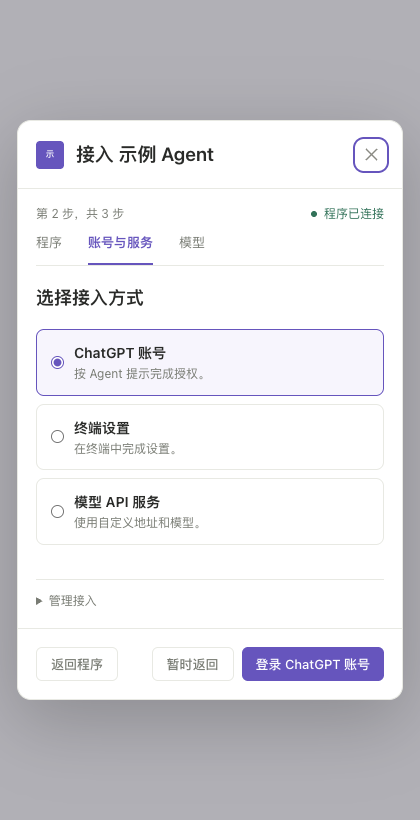 示
接入 示例 Agent
第 2 步，共 3 步
程序已连接
程序
账号与服务
模型
选择接入方式
ChatGPT 账号
按 Agent 提示完成授权。
终端设置
在终端中完成设置。
模型 API 服务
使用自定义地址和模型。
管理接入
返回程序
暂时返回
登录 ChatGPT 账号